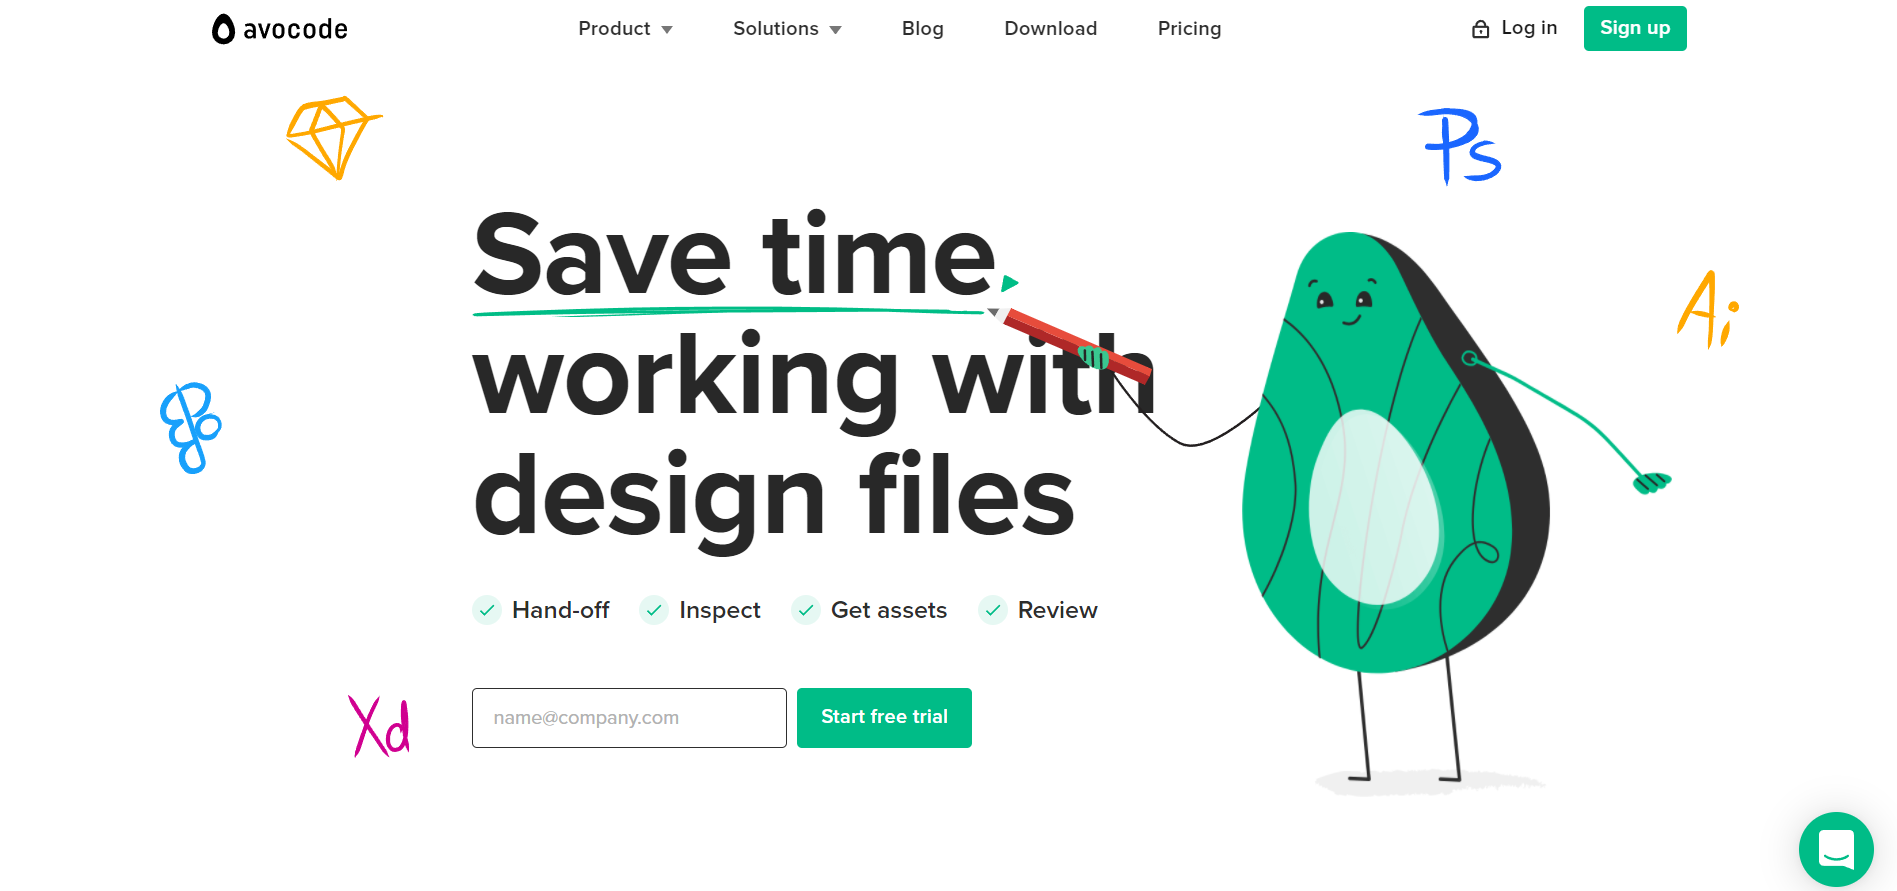 avocode
Product
Solutions
Blog
Download
Pricing
Log in
Sign up
Ps
Save time
Ai
working with
design files
Hand-off
Inspect
Get assets
Review
Xd
name@company.com
Start free trial